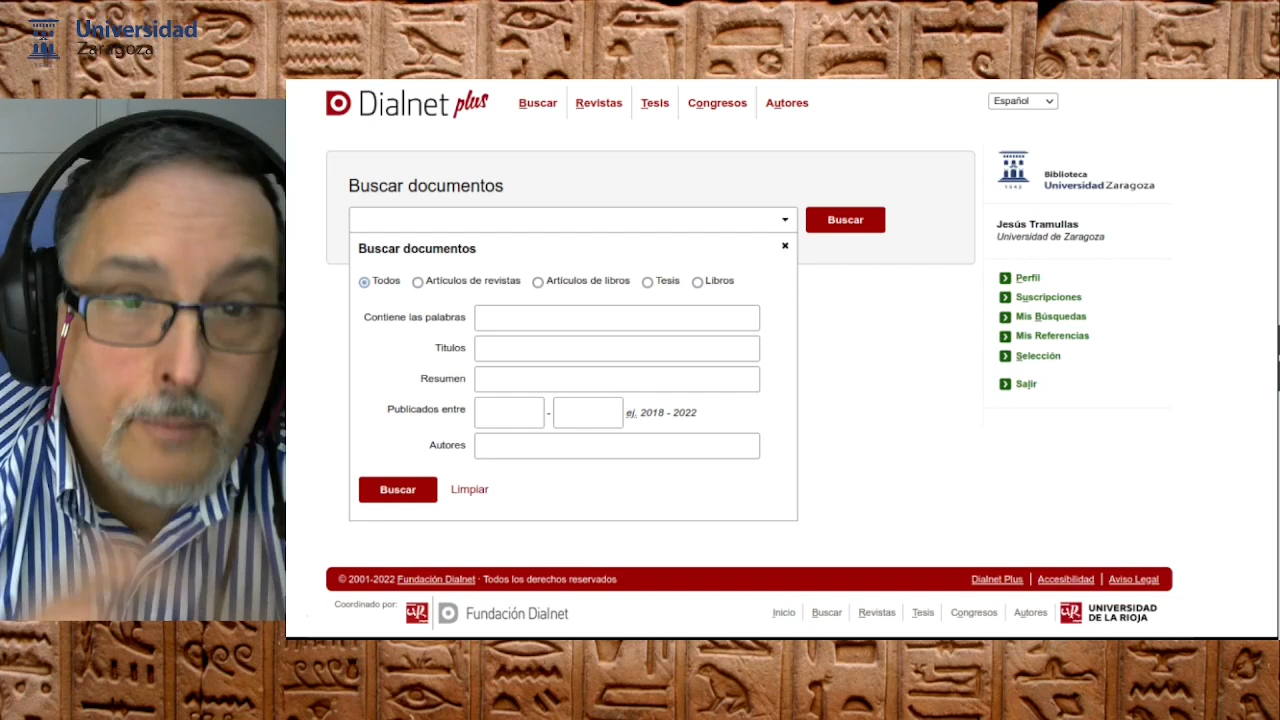 Universidad
Zaragoza
Dialnet plus
Buscar
Revistas
Tesis
Congresos
Autores
Español
Buscar documentos
Buscar
Buscar documentos
Todos
Artículos de revistas
Artículos de libros
Tesis
Libros
Contiene las palabras
Titulos
Resumen
Publicados entre
- ej. 2018 - 2022
Autores
Buscar
Limpiar
1542
Biblioteca
Universidad Zaragoza
Jesús Tramullas
Universidad de Zaragoza
Perfil
Suscripciones
Mis Búsquedas
Mis Referencias
Selección
Salir
© 2001-2022 Fundación Dialnet · Todos los derechos reservados
Dialnet Plus | Accesibilidad | Aviso Legal
Coordinado por:
Fundación Dialnet
Inicio
Buscar
Revistas
Tesis
Congresos
Autores
UNIVERSIDAD
DE LA RIOJA